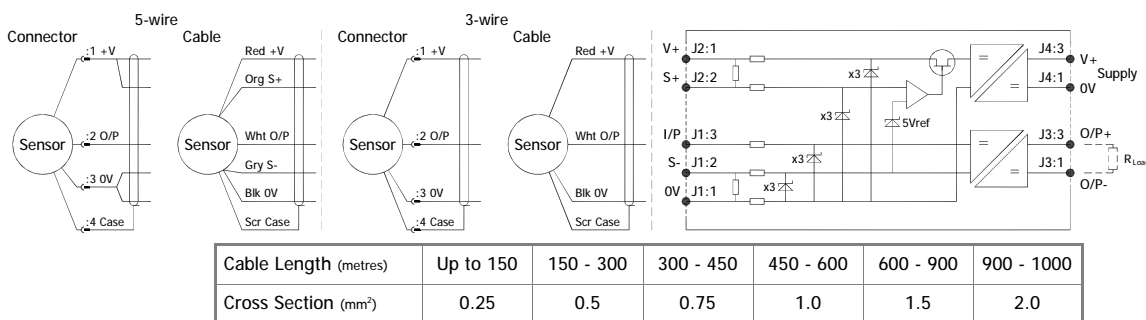 5-wire
3-wire
Connector
Cable
Connector
Cable
:1 +V
:2 O/P
:3 0V
:4 Case
Sensor
Red +V
Org S+
Wht O/P
Gry S-
Blk 0V
Scr Case
Sensor
:1 +V
:2 O/P
:3 0V
:4 Case
Sensor
Red +V
Wht O/P
Blk 0V
Scr Case
Sensor
V+ J2:1
S+ J2:2
I/P J1:3
S- J1:2
0V J1:1
x3
x3
x3
x3
5Vref
J4:3 V+
Supply
J4:1 0V
J3:3 O/P+
J3:1 O/P-
Cable Length (metres) Up to 150 150 - 300 300 - 450 450 - 600 600 - 900 900 - 1000
Cross Section (mm²) 0.25 0.5 0.75 1.0 1.5 2.0